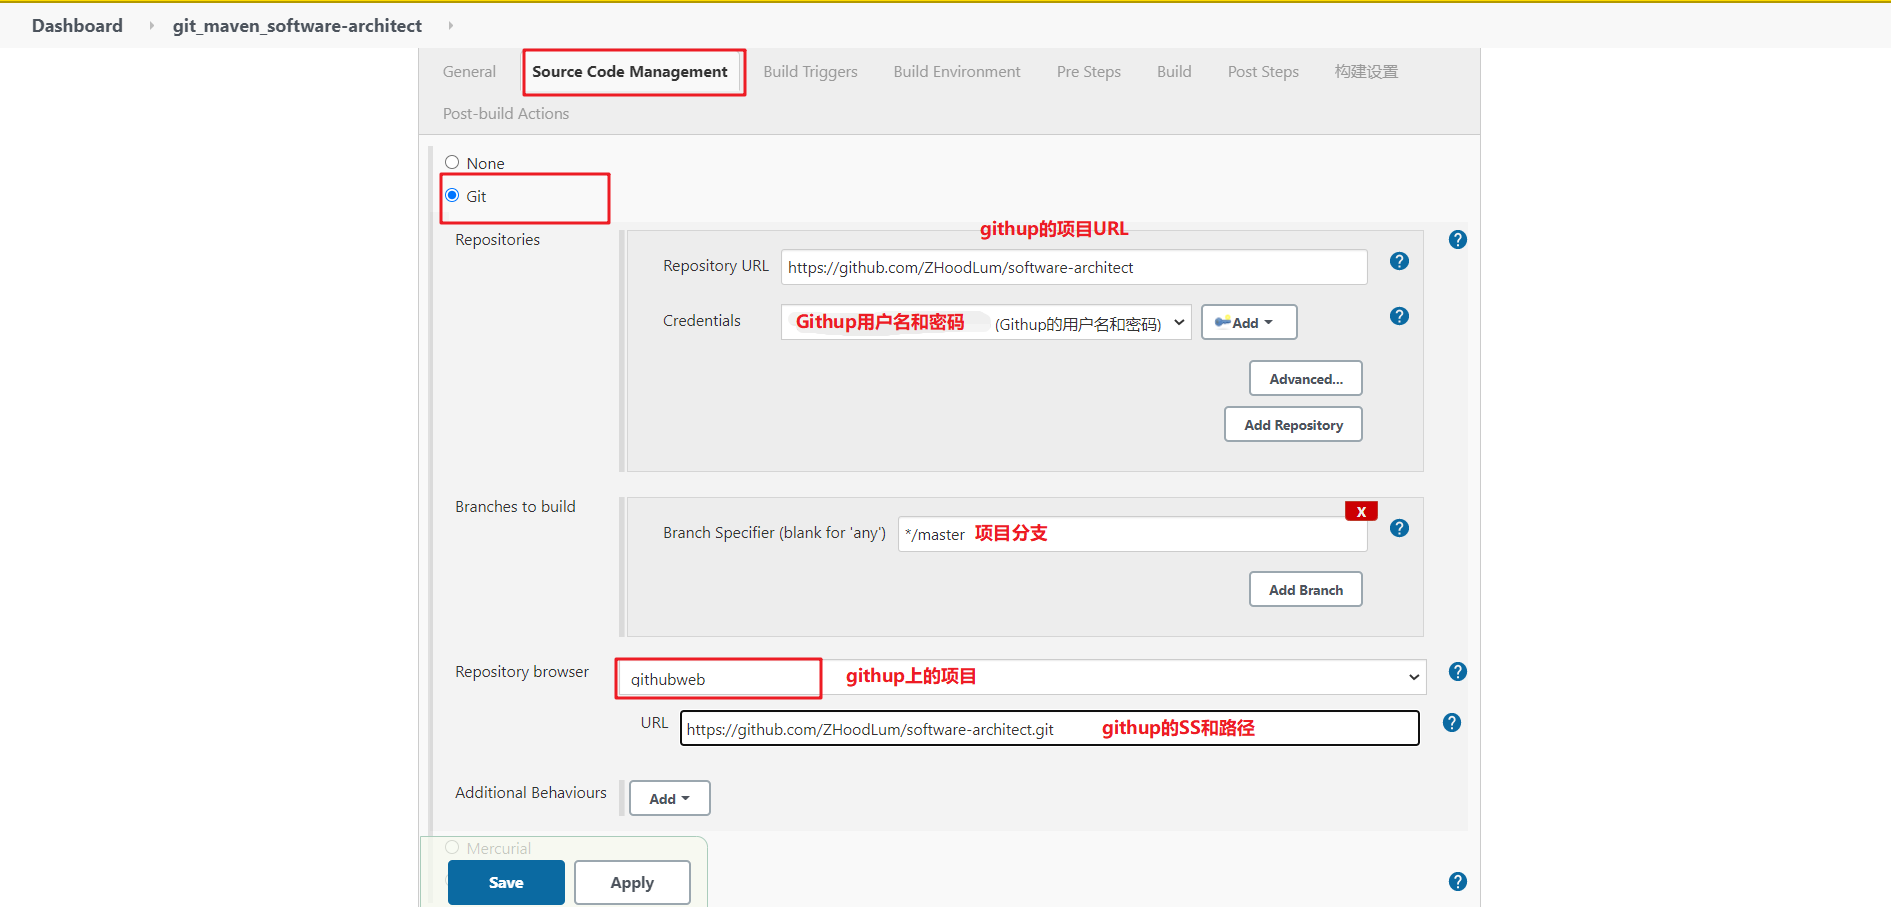 Dashboard git_maven_software-architect
General Source Code Management Build Triggers Build Environment Pre Steps Build Post Steps 构建设置
Post-build Actions
None
Git
githup的项目URL
Repositories
Repository URL https://github.com/ZHoodLum/software-architect
Credentials Githup用户名和密码 (Githup的用户名和密码) Add
Advanced...
Add Repository
Branches to build
X
Branch Specifier (blank for 'any') */master 项目分支
Add Branch
Repository browser githubweb githup上的项目
URL https://github.com/ZHoodLum/software-architect.git githup的SS和路径
Additional Behaviours Add
Mercurial
Save Apply